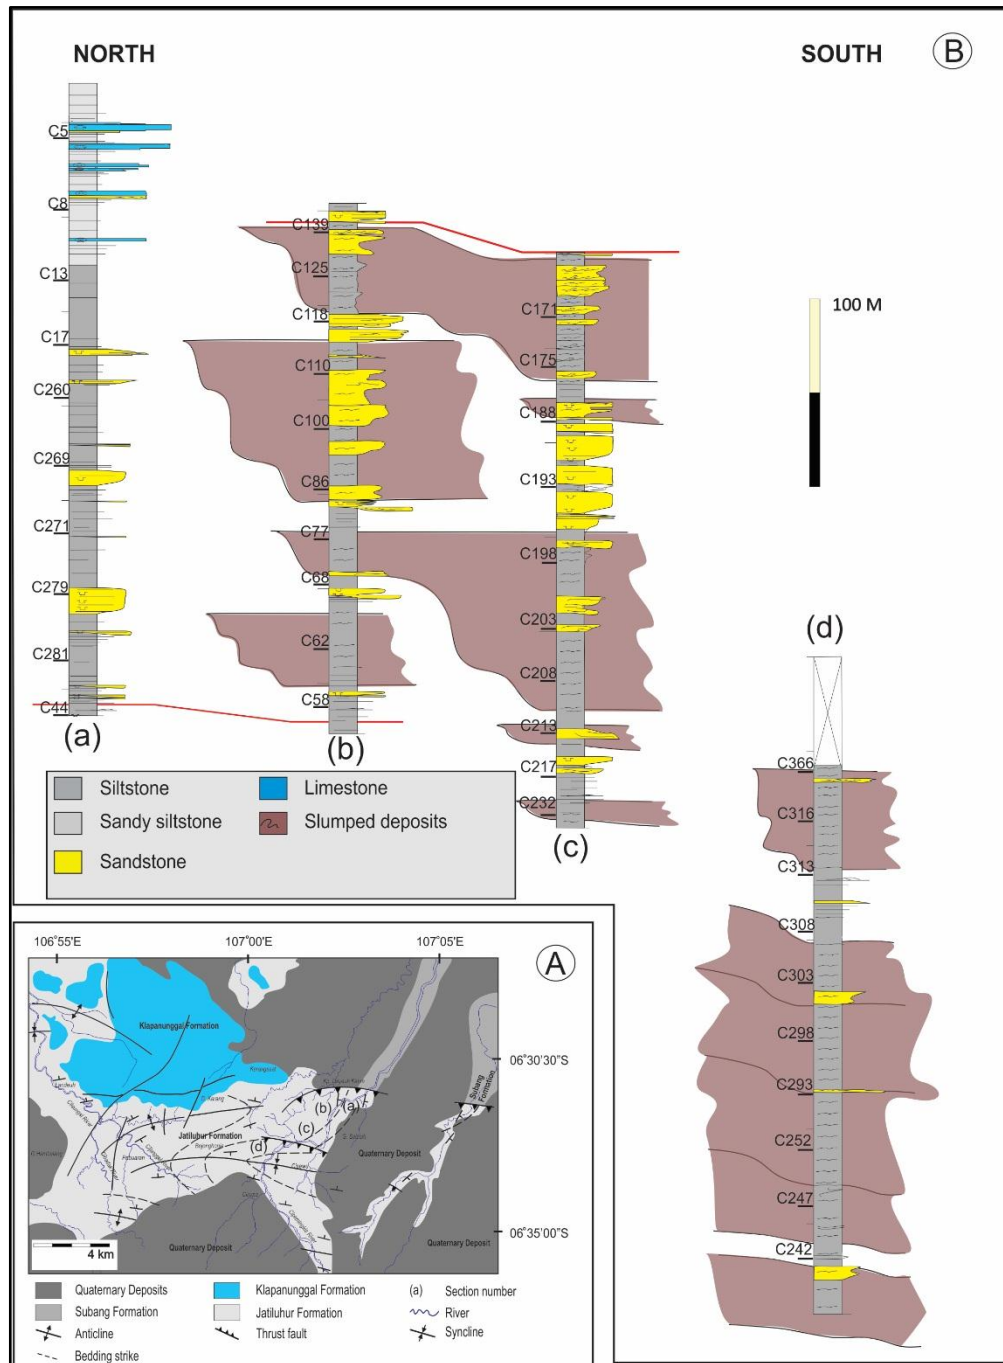 NORTH
SOUTH
B
C5
C8
C13
C17
C260
C269
C271
C279
C281
C44
(a)
C139
C125
C118
C110
C100
C86
C77
C68
C62
C58
(b)
C171
C175
C188
C193
C198
C203
C208
C213
C217
C232
(c)
100 M
(d)
C366
C316
C313
C308
C303
C298
C293
C252
C247
C242
Siltstone
Limestone
Sandy siltstone
Slumped deposits
Sandstone
106°55'E
107°00'E
107°05'E
A
Klapanunggal Formation
Subang Formation
06°30'30"S
(b)
(a)
(c)
Jatiluhur Formation
(d)
Quaternary Deposit
Quaternary Deposit
Quaternary Deposit
06°35'00"S
4 km
Quaternary Deposits
Klapanunggal Formation
(a) Section number
Subang Formation
Jatiluhur Formation
River
Anticline
Thrust fault
Syncline
Bedding strike